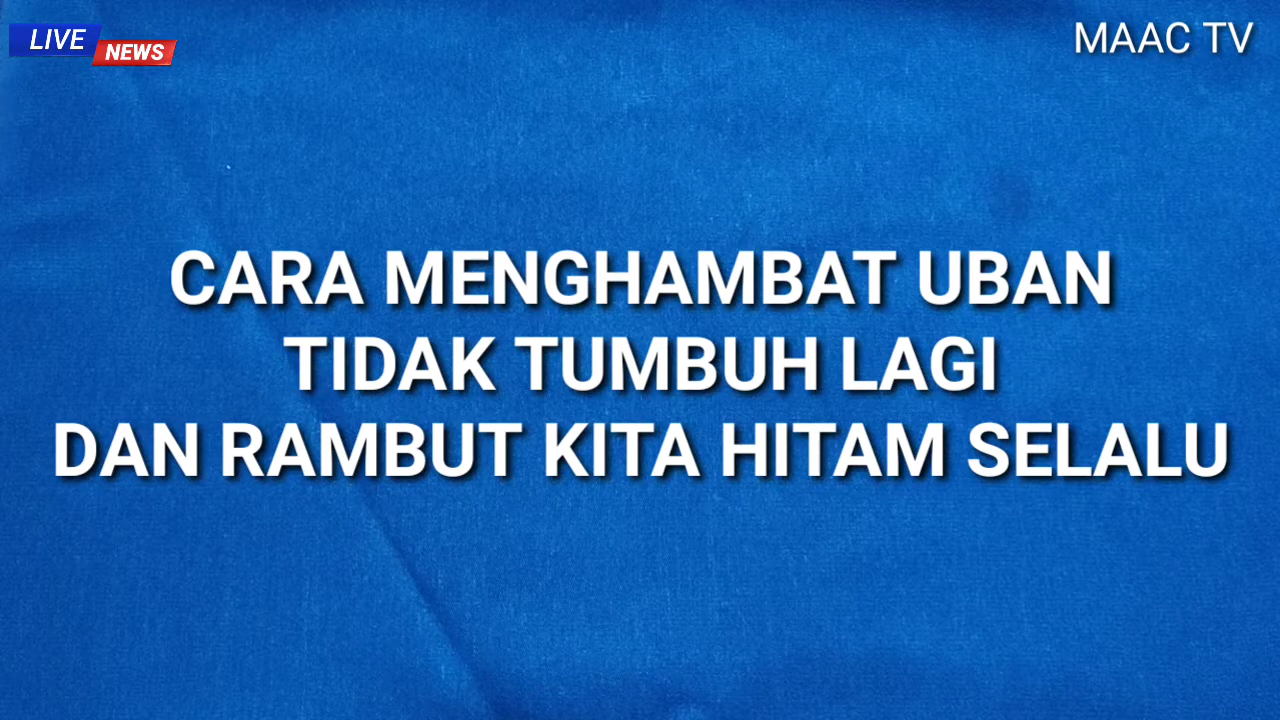 LIVE
NEWS
MAAC TV
CARA MENGHAMBAT UBAN
TIDAK TUMBUH LAGI
DAN RAMBUT KITA HITAM SELALU